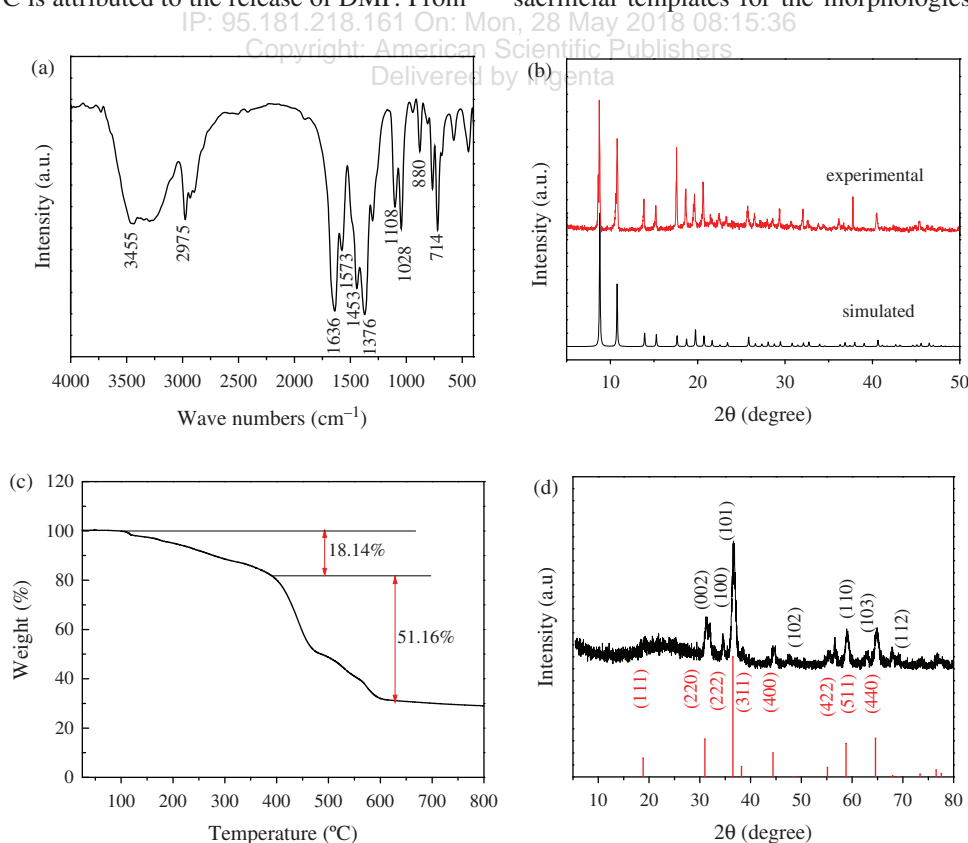 C is attributed to the release of DMF. From
sacrificial templates for the morphologies
IP: 95.181.218.161 On: Mon, 28 May 2018 08:15:36
Copyright: American Scientific Publishers
Delivered by Ingenta
(a)
Intensity (a.u.)
3455
2975
1636
1573
1453
1376
1108
1028
880
714
4000 3500 3000 2500 2000 1500 1000 500
Wave numbers (cm⁻¹)
(b)
Intensity (a.u.)
experimental
simulated
10 20 30 40 50
2θ (degree)
(c)
Weight (%)
120
100
80
60
40
20
0
18.14%
51.16%
100 200 300 400 500 600 700 800
Temperature (ºC)
(d)
Intensity (a.u)
(002)
(100)
(101)
(102)
(110)
(103)
(112)
(111)
(220)
(222)
(311)
(400)
(422)
(511)
(440)
10 20 30 40 50 60 70 80
2θ (degree)